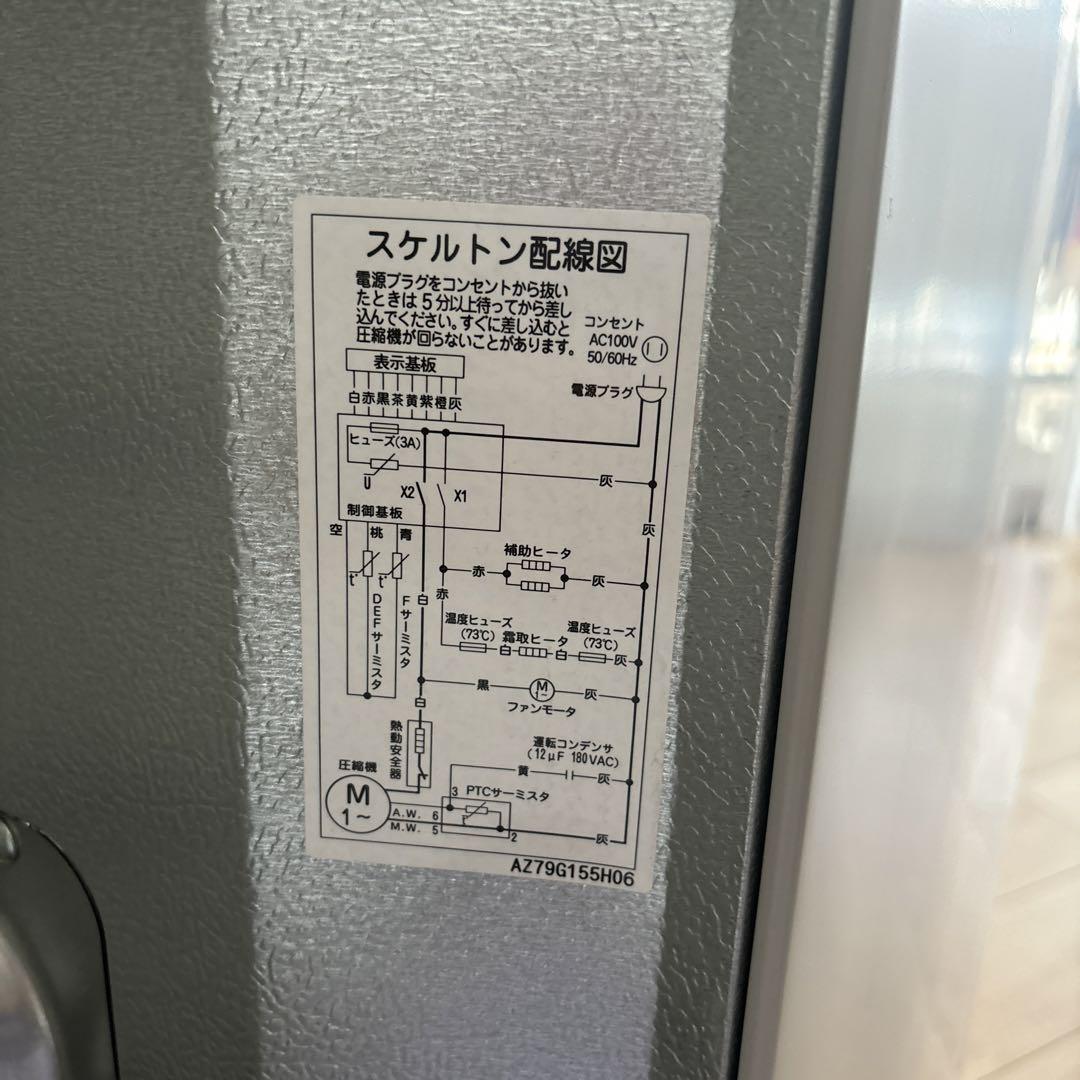 スケルトン配線図
電源プラグをコンセントから抜い
たときは5分以上待ってから差し
込んでください。すぐに差し込むと
圧縮機が回らないことがあります。
コンセント
AC100V
50/60Hz
表示基板
電源プラグ
白赤黒茶黄紫橙灰
ヒューズ(3A)
U
灰
X2
X1
制御基板
空
桃
青
灰
補助ヒータ
赤
灰
t°
t°
DEFサーミスタ
Fサーミスタ
白
赤
温度ヒューズ
(73℃)
霜取ヒータ
温度ヒューズ
(73℃)
白
白
灰
黒
M
1~
灰
ファンモータ
白
熱動安全器
運転コンデンサ
(12μF 180VAC)
黄
灰
圧縮機
M
1~
3
PTCサーミスタ
A.W.
6
M.W.
5
2
灰
AZ79G155H06